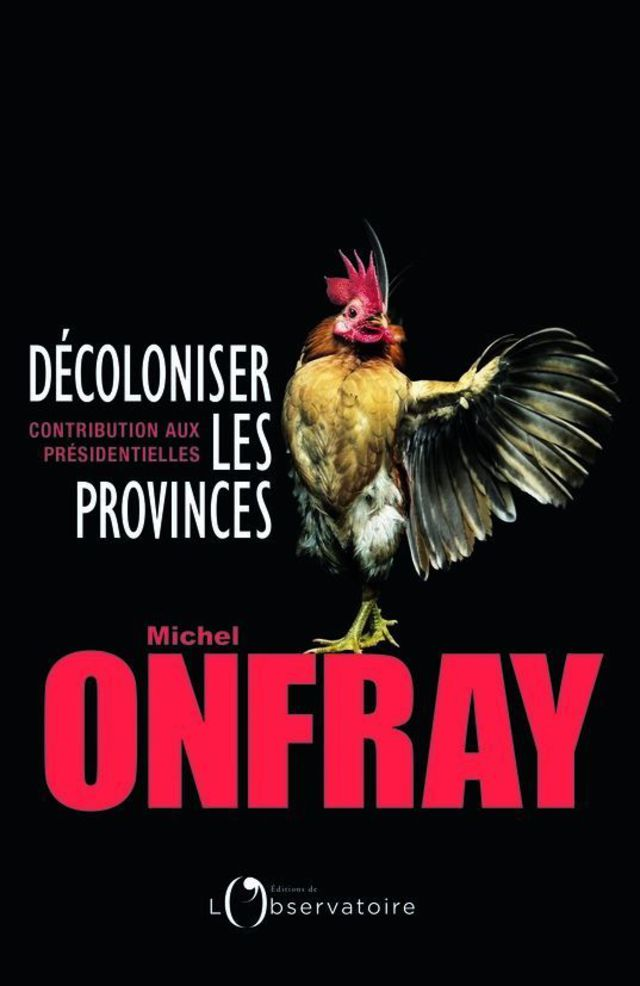 DÉCOLONISER
CONTRIBUTION AUX
PRÉSIDENTIELLES
LES
PROVINCES
Michel
ONFRAY
Éditions de
L'Observatoire